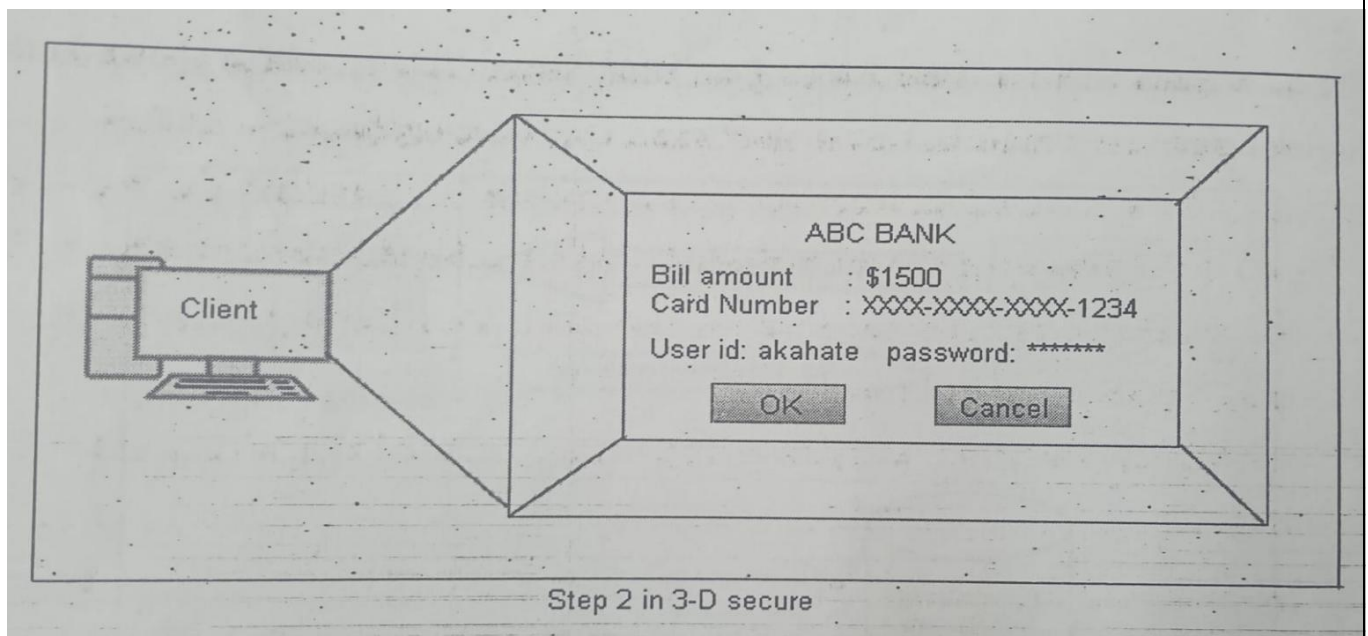 Client
ABC BANK
Bill amount : $1500
Card Number : XXXX-XXXX-XXXX-1234
User id: akahate password: *******
OK Cancel
Step 2 in 3-D secure